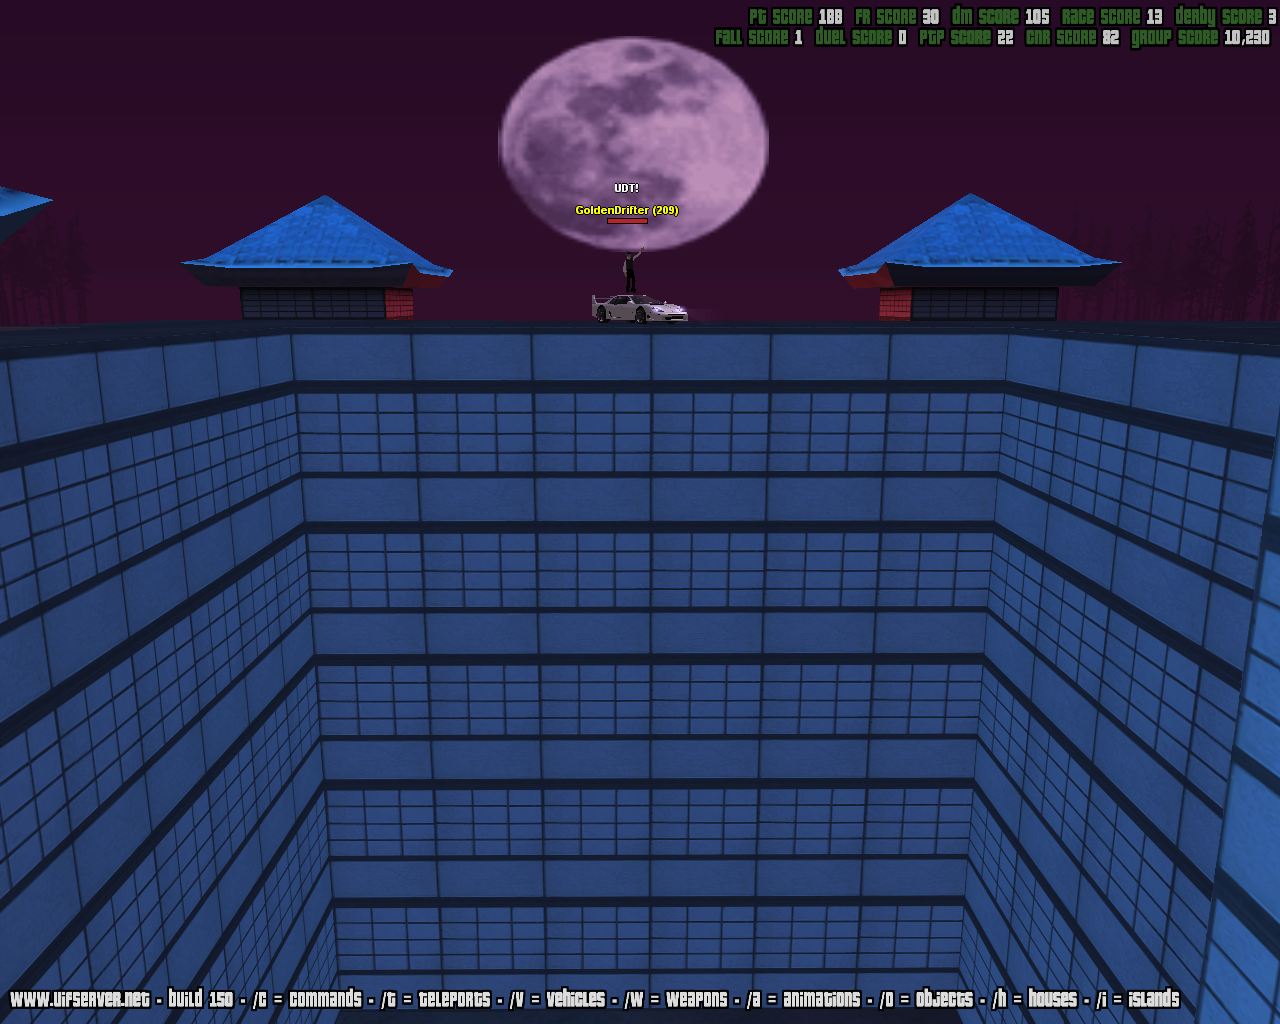 Pt score 188 FR score 30 dm score 105 Race score 13 derby score 3
Fall score 1 duel score 0 PTP score 22 CNR score 82 group score 10,230
UDT!
GoldenDrifter (209)
www.uifserver.net - build 150 - /c = commands - /t = teleports - /v = vehicles - /w = weapons - /a = animations - /o = objects - /h = houses - /i = islands